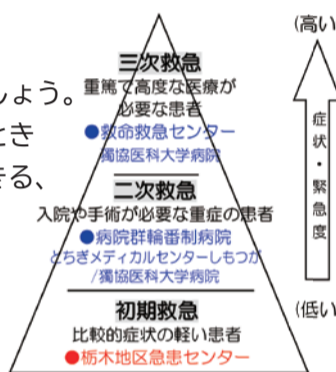 (高い
三次救急
しょう。
重篤で高度な医療が
必要な患者
とき
●救命救急センター
きる、
獨協医科大学病院
症状・緊急度
二次救急
入院や手術が必要な重症の患者
●病院群輪番制病院
とちぎメディカルセンターしもつが
/獨協医科大学病院
初期救急
(低い
比較的症状の軽い患者
●栃木地区急患センター